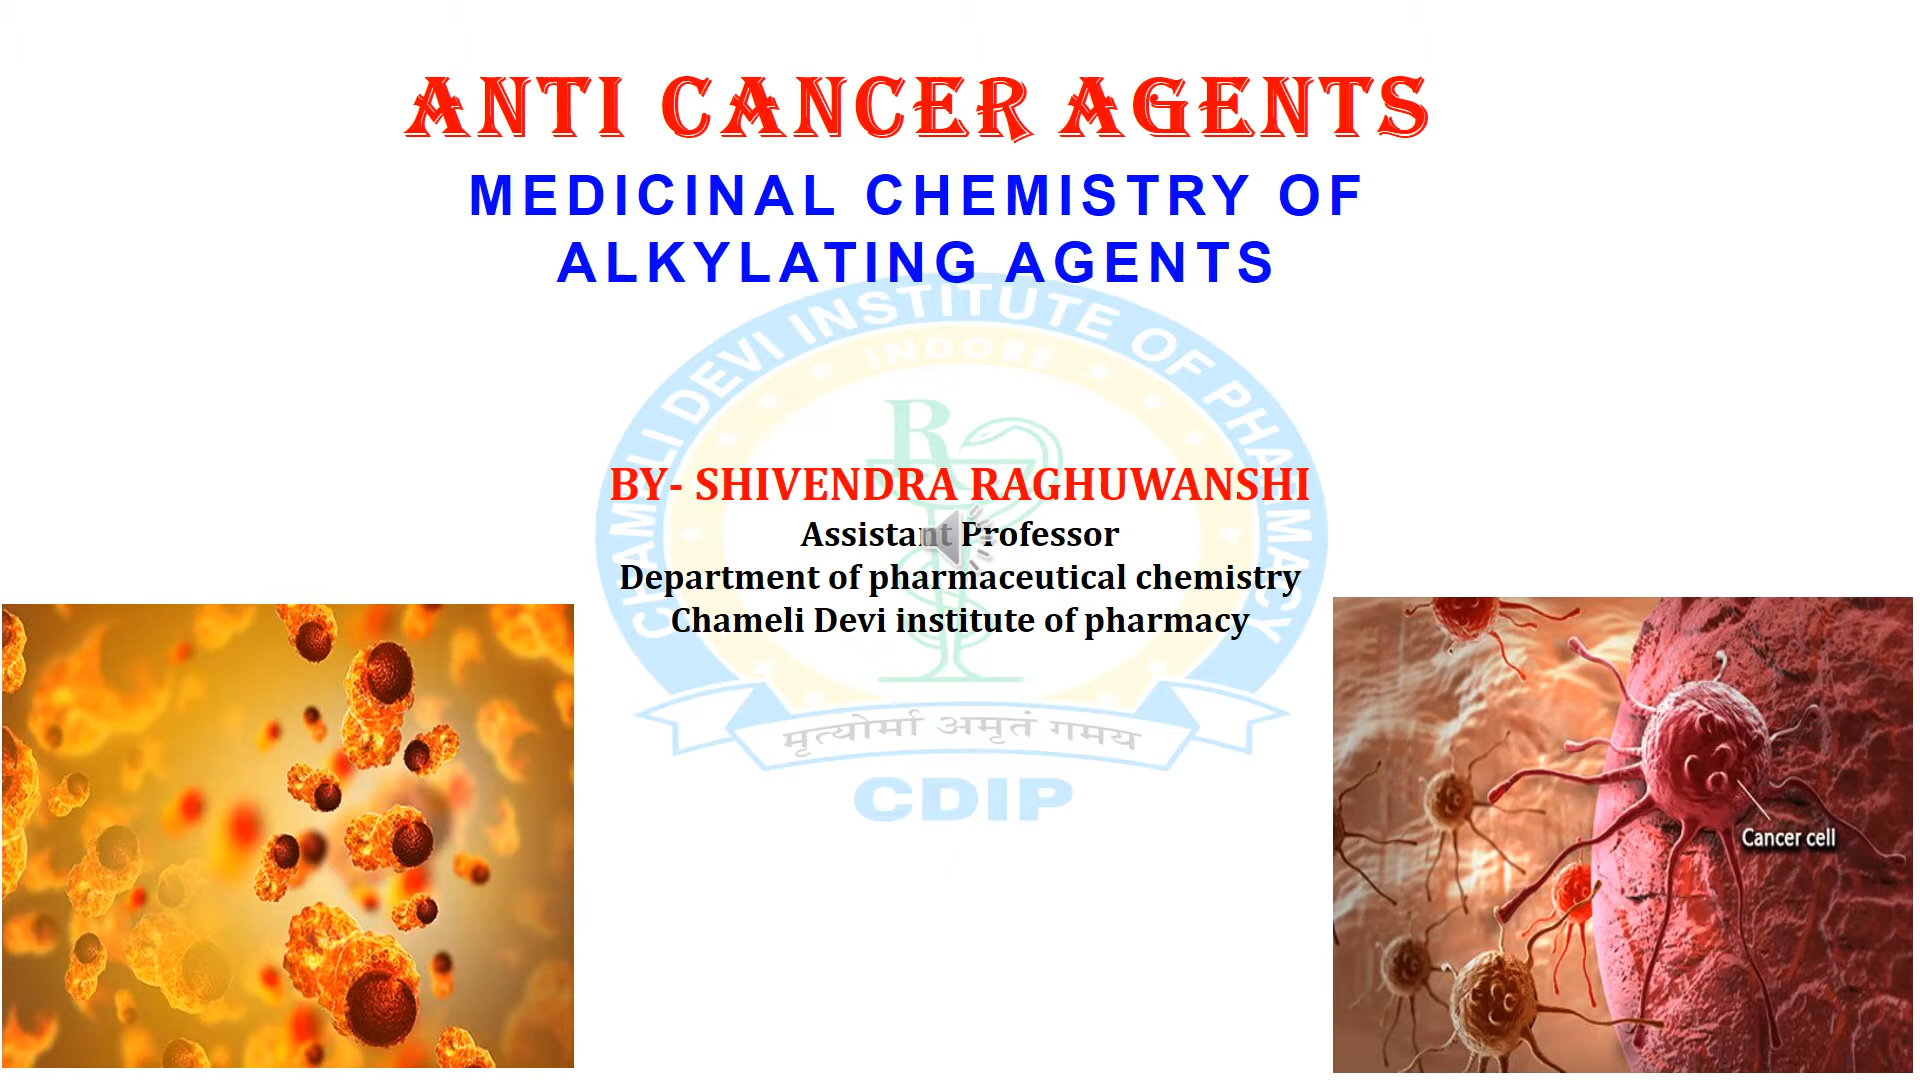 ANTI CANCER AGENTS
MEDICINAL CHEMISTRY OF
ALKYLATING AGENTS
CHAMELI DEVI INSTITUTE OF PHARMACY
INDORE
R
BY- SHIVENDRA RAGHUWANSHI
Assistant Professor
Department of pharmaceutical chemistry
Chameli Devi institute of pharmacy
मृत्योर्मा अमृतं गमय
CDIP
Cancer cell